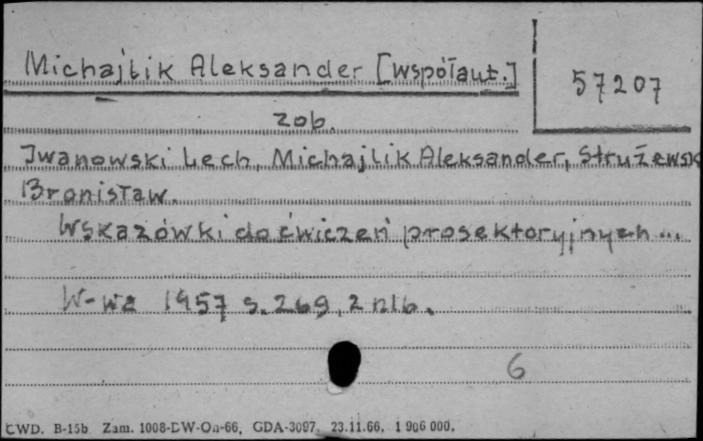 Michajlik Aleksander [współaut.]
57207
zob.
Iwanowski Lech, Michajlik Aleksander, Strużewsk
Bronisław.
Wskazówki do ćwiczeń prosektoryjnych ...
W-wa 1957 s. 269, 2 nlb.
6
CWD. B-15b Zam. 1008-DW-Oa-66, GDA-3097, 23.11.66, 1 906 000.